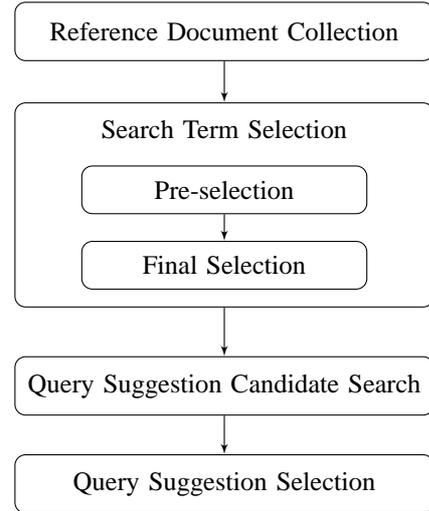 Reference Document Collection
Search Term Selection
Pre-selection
Final Selection
Query Suggestion Candidate Search
Query Suggestion Selection